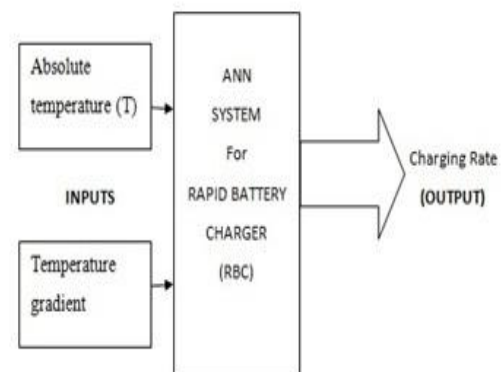 Absolute
temperature (T)
INPUTS
Temperature
gradient
ANN
SYSTEM
For
RAPID BATTERY
CHARGER
(RBC)
Charging Rate
(OUTPUT)